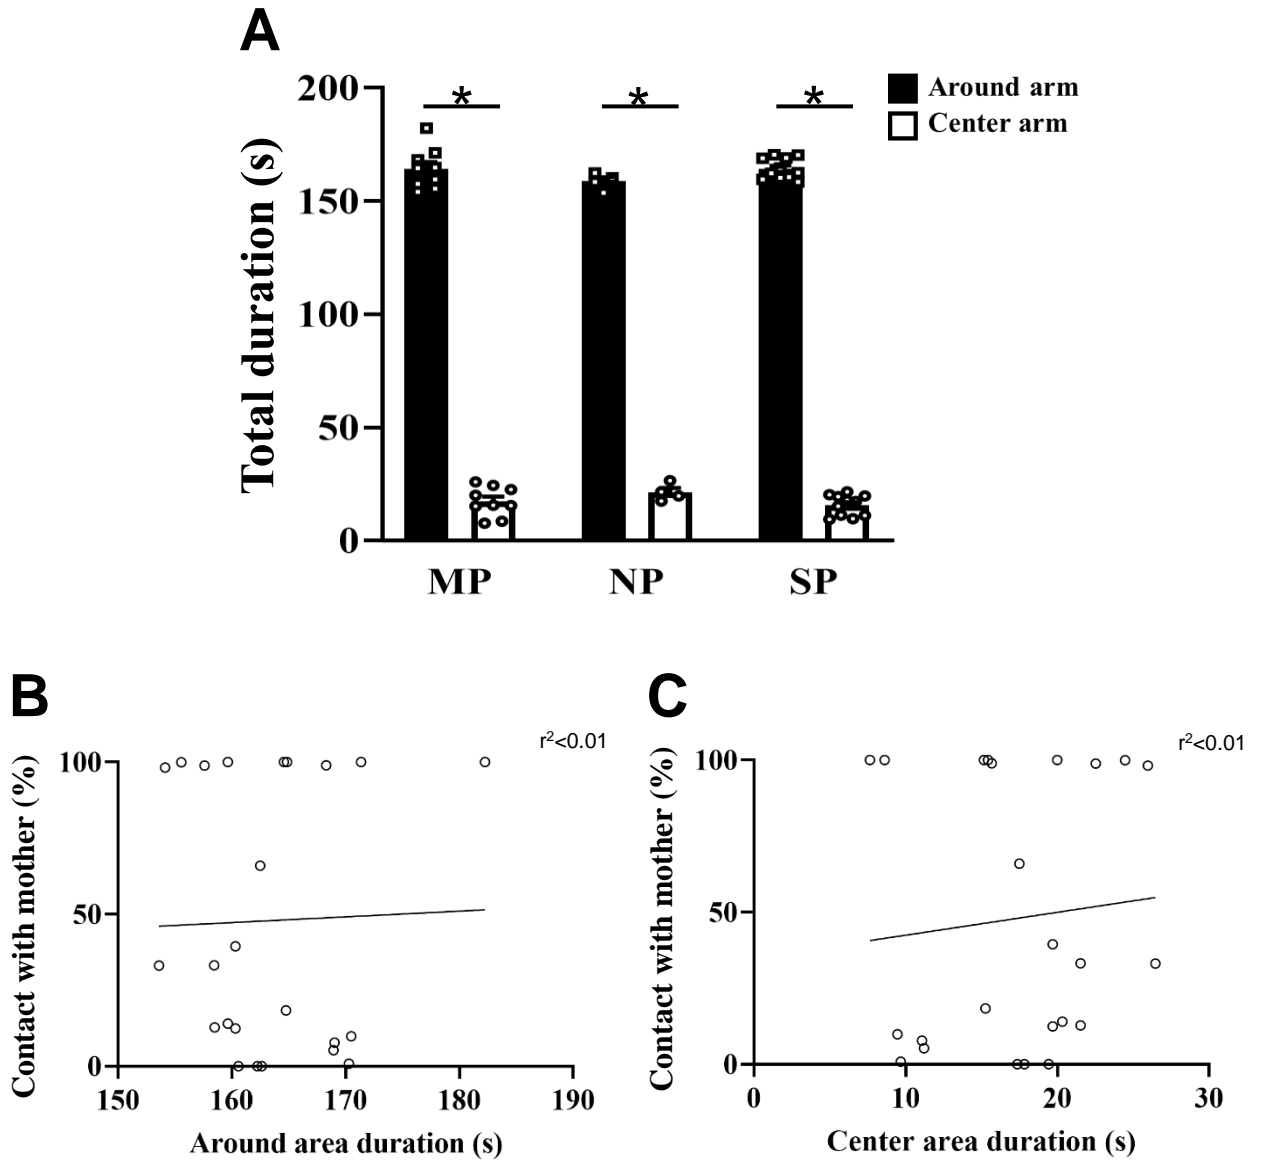 A
200
150
100
50
0
Total duration (s)
*
*
*
Around arm
Center arm
MP
NP
SP
B
r²<0.01
100
50
0
Contact with mother (%)
150
160
170
180
190
Around area duration (s)
C
r²<0.01
100
50
0
Contact with mother (%)
0
10
20
30
Center area duration (s)